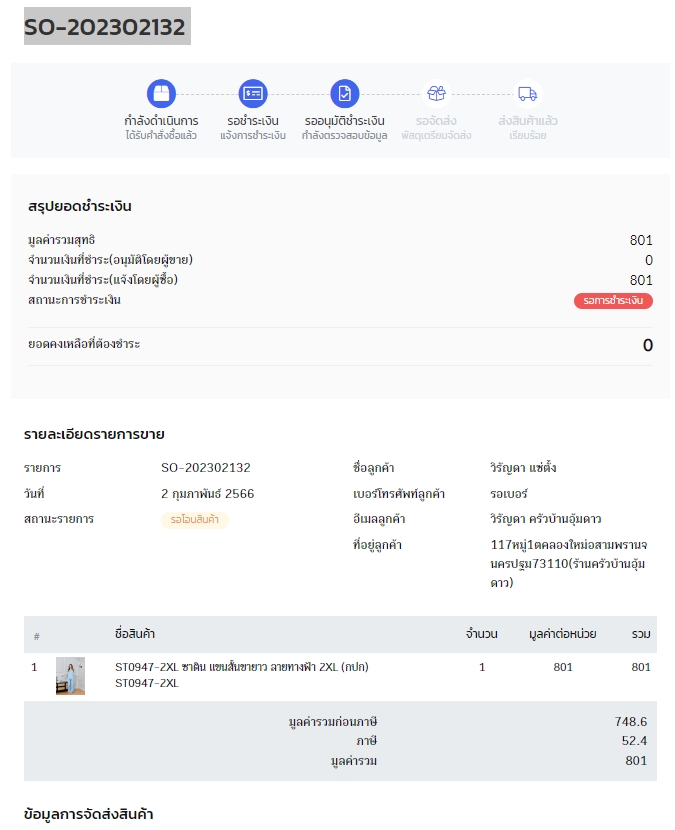 SO-202302132
กำลังดำเนินการ
ได้รับคำสั่งซื้อแล้ว
รอชำระเงิน
แจ้งการชำระเงิน
รออนุมัติชำระเงิน
กำลังตรวจสอบข้อมูล
รอจัดส่ง
พัสดุเตรียมจัดส่ง
ส่งสินค้าแล้ว
เรียบร้อย
สรุปยอดชำระเงิน
มูลค่ารวมสุทธิ 801
จำนวนเงินที่ชำระ(อนุมัติโดยผู้ขาย) 0
จำนวนเงินที่ชำระ(แจ้งโดยผู้ซื้อ) 801
สถานะการชำระเงิน รอการชำระเงิน
ยอดคงเหลือที่ต้องชำระ 0
รายละเอียดรายการขาย
รายการ SO-202302132
วันที่ 2 กุมภาพันธ์ 2566
สถานะรายการ รอโอนสินค้า
ชื่อลูกค้า วิรัญดา แซ่ตั้ง
เบอร์โทรศัพท์ลูกค้า รอเบอร์
อีเมลลูกค้า วิรัญดา ครัวบ้านอุ้มดาว
ที่อยู่ลูกค้า 117หมู่1ตคลองใหม่อสามพรานจ
นครปฐม73110(ร้านครัวบ้านอุ้ม
ดาว)
# ชื่อสินค้า จำนวน มูลค่าต่อหน่วย รวม
1 ST0947-2XL ซาติน แขนสั้นขายาว ลายทางฟ้า 2XL (กปก) 1 801 801
ST0947-2XL
มูลค่ารวมก่อนภาษี 748.6
ภาษี 52.4
มูลค่ารวม 801
ข้อมูลการจัดส่งสินค้า